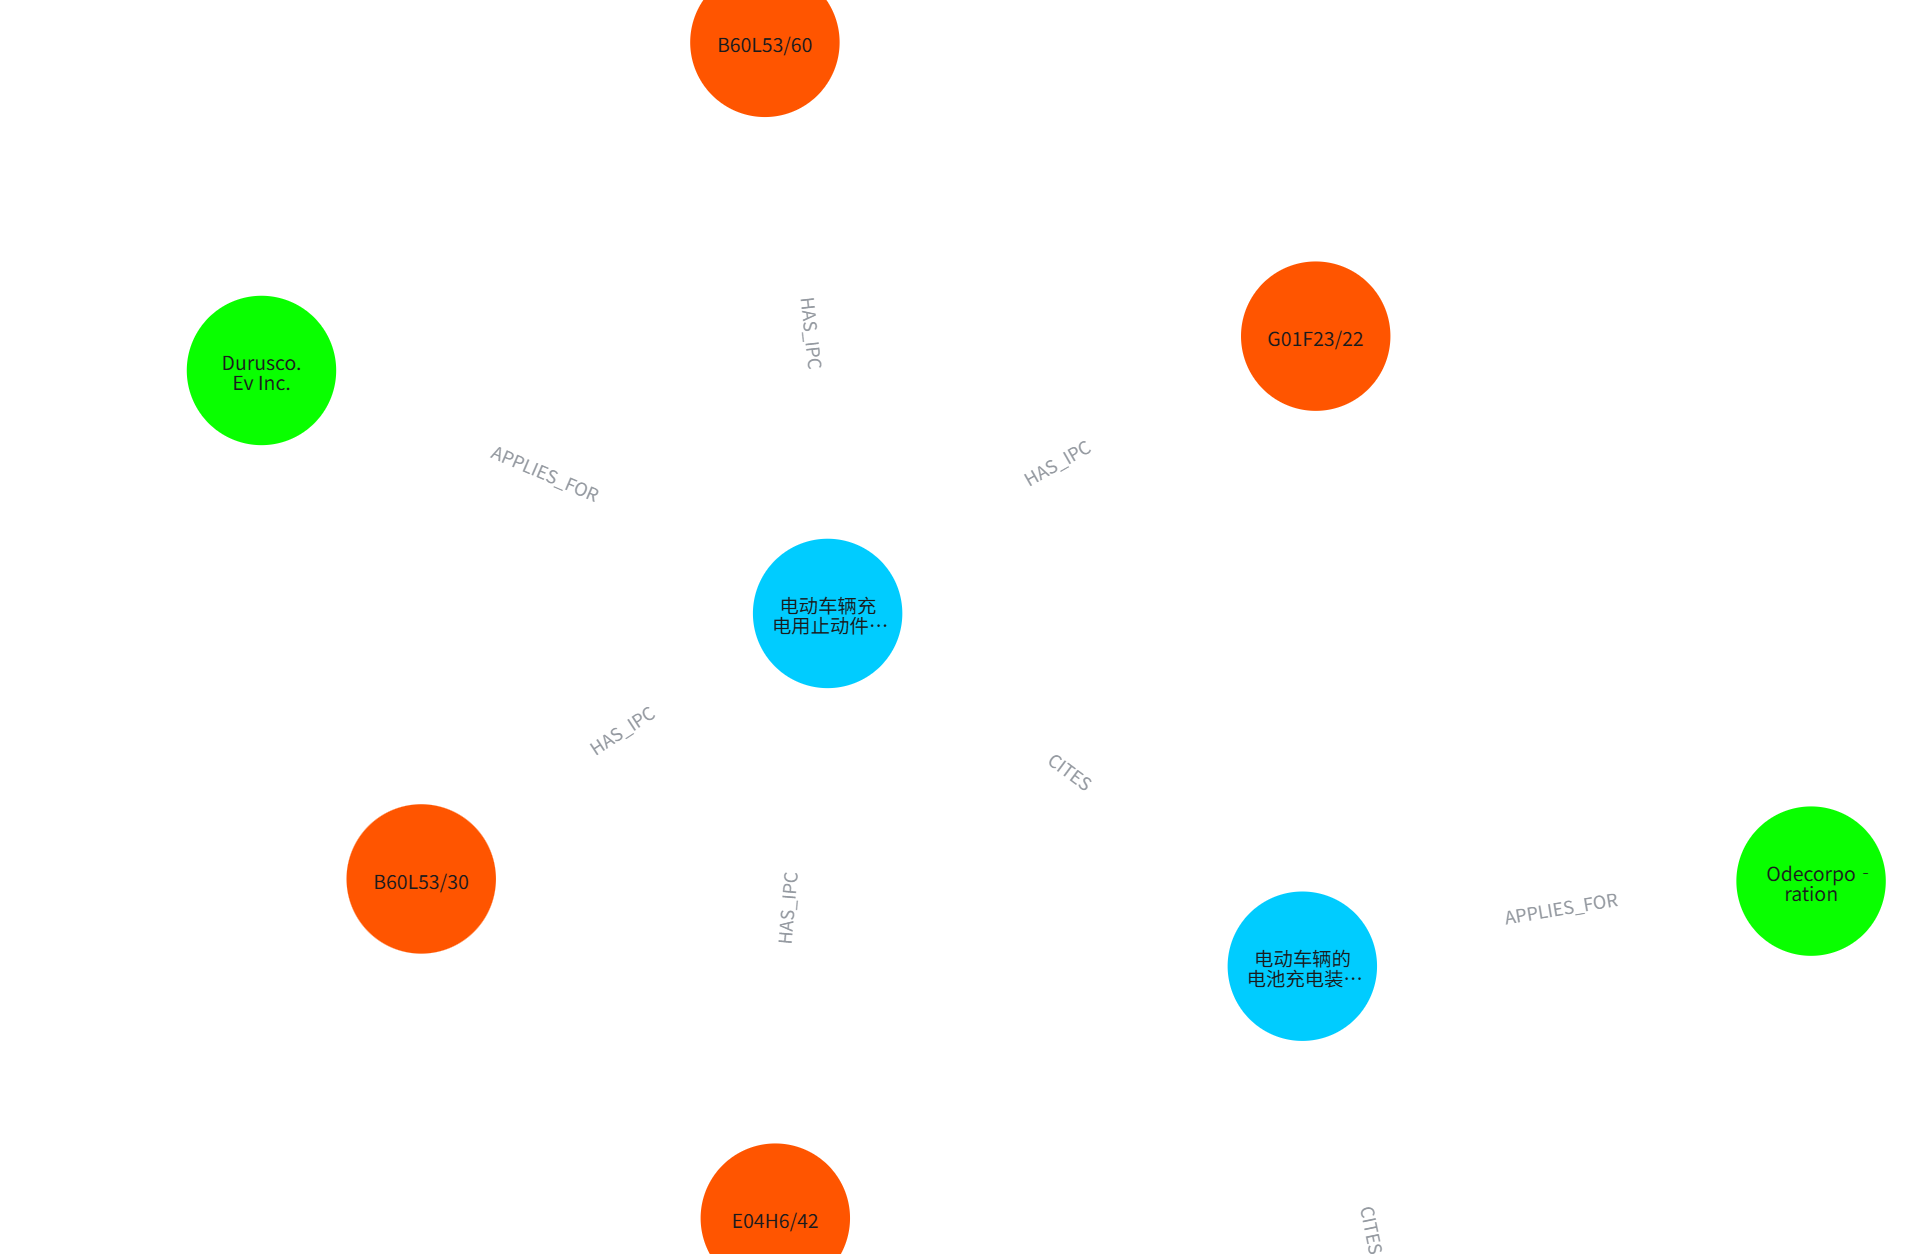 B60L53/60
HAS_IPC
G01F23/22
Durusco.
Ev Inc.
APPLIES_FOR
HAS_IPC
电动车辆充
电用止动件…
HAS_IPC
CITES
B60L53/30
HAS_IPC
Odecorpo-
ration
APPLIES_FOR
电动车辆的
电池充电装…
E04H6/42
CITES